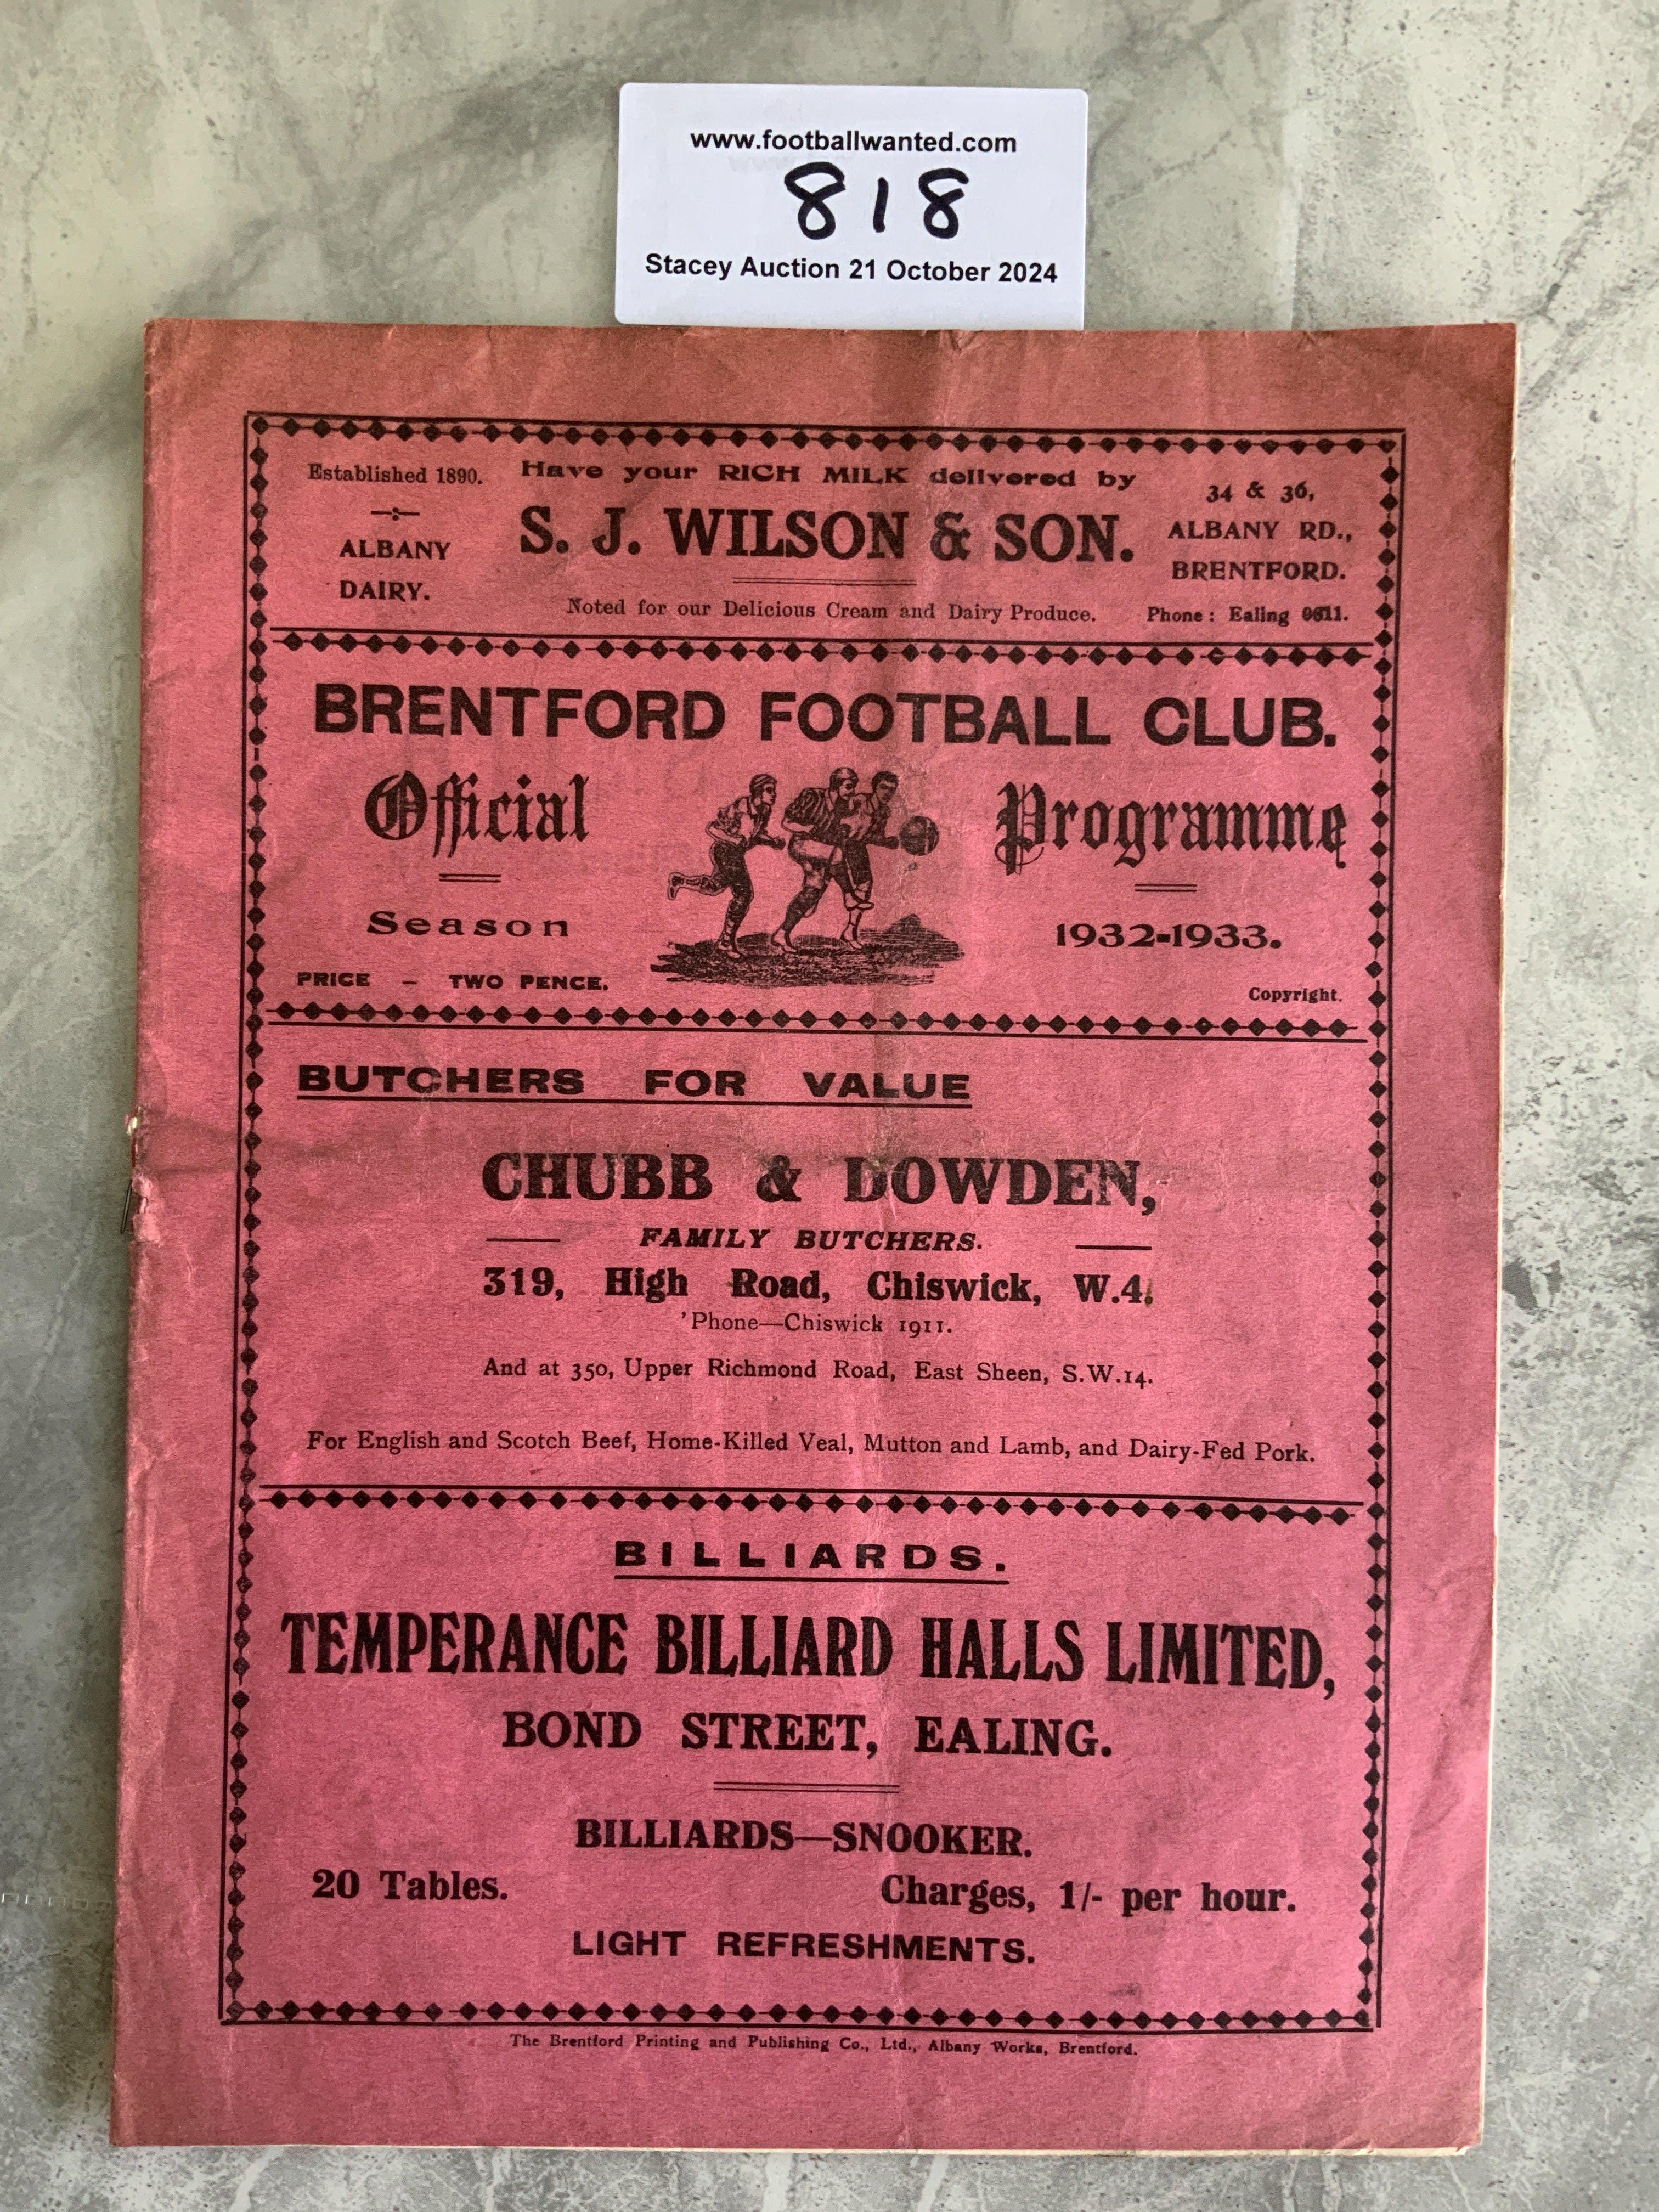 www.footballwanted.com
818
Stacey Auction 21 October 2024
Established 1890.
ALBANY
DAIRY.
Have your RICH MILK delivered by
S. J. WILSON & SON.
Noted for our Delicious Cream and Dairy Produce.
34 & 36,
ALBANY RD.,
BRENTFORD.
Phone: Ealing 0611.
BRENTFORD FOOTBALL CLUB.
Official Programme
Season 1932-1933.
PRICE - TWO PENCE.
Copyright.
BUTCHERS FOR VALUE
CHUBB & DOWDEN,
FAMILY BUTCHERS.
319, High Road, Chiswick, W.4.
'Phone—Chiswick 1911.
And at 350, Upper Richmond Road, East Sheen, S.W.14.
For English and Scotch Beef, Home-Killed Veal, Mutton and Lamb, and Dairy-Fed Pork.
BILLIARDS.
TEMPERANCE BILLIARD HALLS LIMITED,
BOND STREET, EALING.
BILLIARDS—SNOOKER.
20 Tables. Charges, 1/- per hour.
LIGHT REFRESHMENTS.
The Brentford Printing and Publishing Co., Ltd., Albany Works, Brentford.